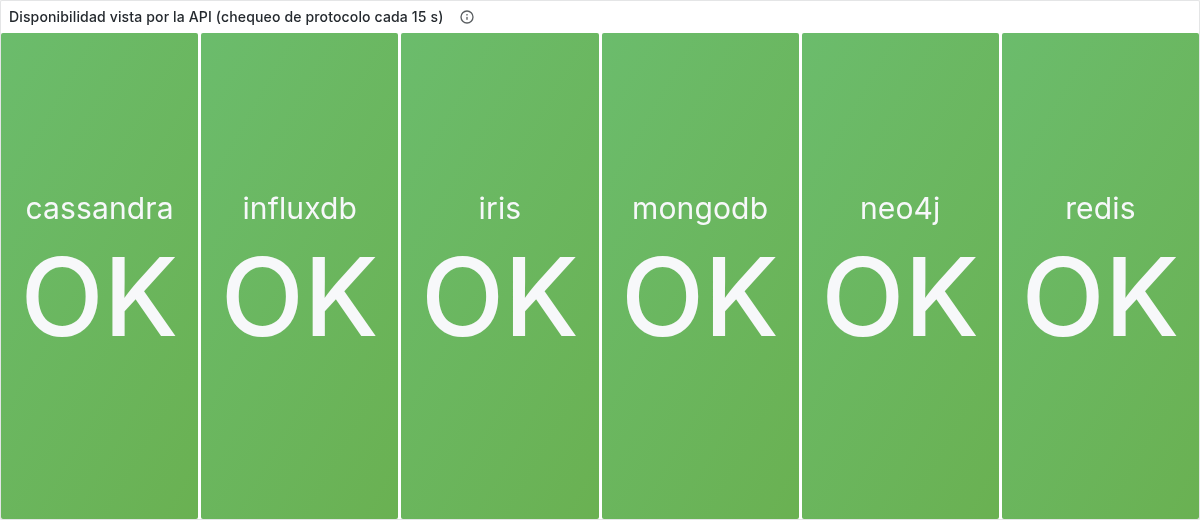 Disponibilidad vista por la API (chequeo de protocolo cada 15 s)
cassandra
OK
influxdb
OK
iris
OK
mongodb
OK
neo4j
OK
redis
OK